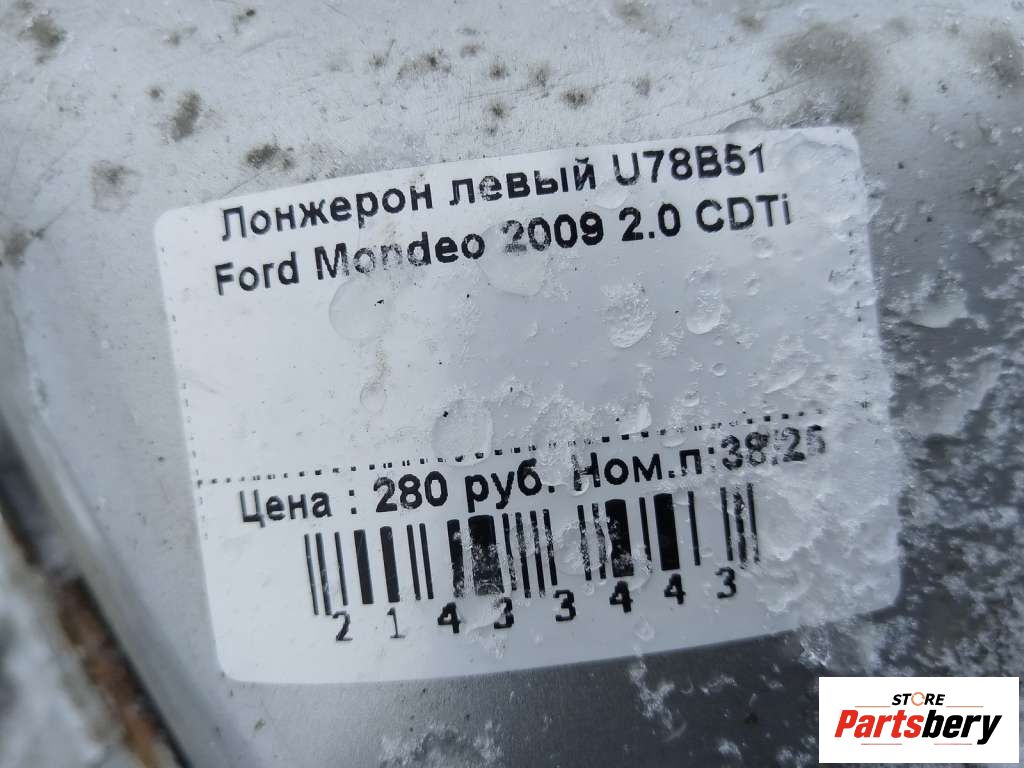 Лонжерон левый U78B51
Ford Mondeo 2009 2.0 CDTi
Цена : 280 руб. Ном.п:38/25
21433443
STORE
Partsbery